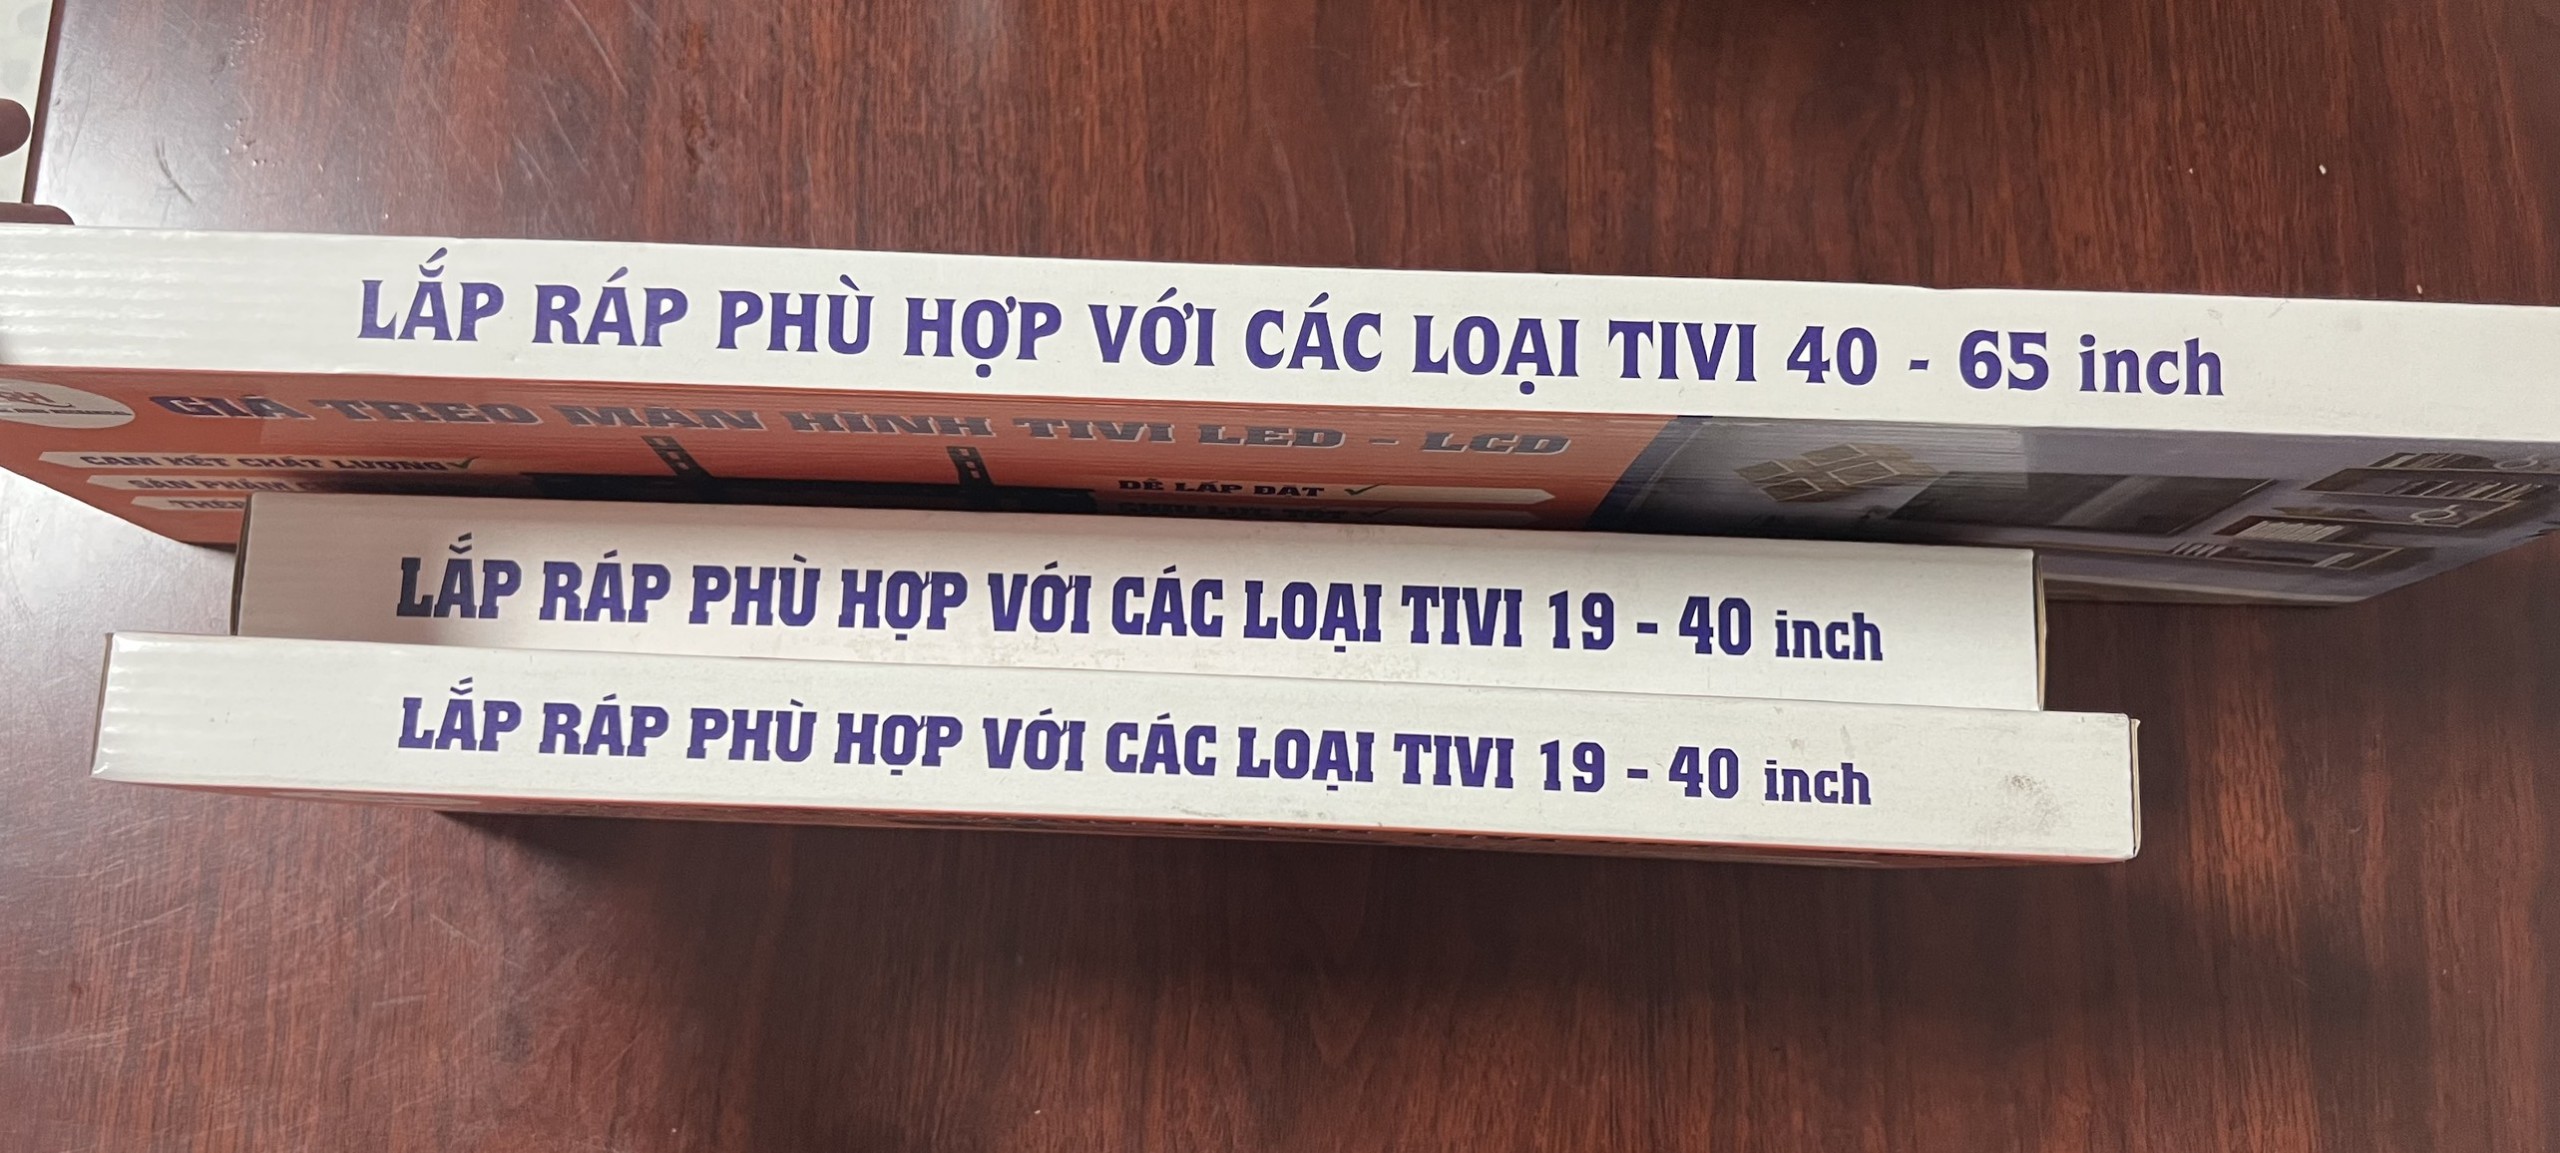 LẮP RÁP PHÙ HỢP VỚI CÁC LOẠI TIVI 40 - 65 inch
GIÁ TREO MÀN HÌNH TIVI LED - LCD
CAM KẾT CHẤT LƯỢNG
SẢN PHẨM
DỄ LẮP ĐẶT
LẮP RÁP PHÙ HỢP VỚI CÁC LOẠI TIVI 19 - 40 inch
LẮP RÁP PHÙ HỢP VỚI CÁC LOẠI TIVI 19 - 40 inch